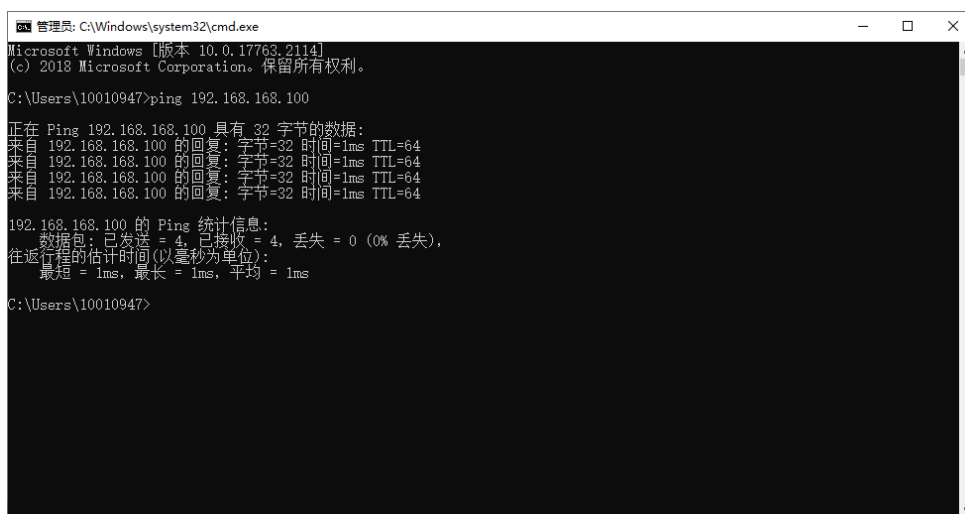 管理员: C:\Windows\system32\cmd.exe
Microsoft Windows [版本 10.0.17763.2114]
(c) 2018 Microsoft Corporation。保留所有权利。
C:\Users\10010947>ping 192.168.168.100
正在 Ping 192.168.168.100 具有 32 字节的数据:
来自 192.168.168.100 的回复: 字节=32 时间=1ms TTL=64
来自 192.168.168.100 的回复: 字节=32 时间=1ms TTL=64
来自 192.168.168.100 的回复: 字节=32 时间=1ms TTL=64
来自 192.168.168.100 的回复: 字节=32 时间=1ms TTL=64
192.168.168.100 的 Ping 统计信息:
数据包: 已发送 = 4, 已接收 = 4, 丢失 = 0 (0% 丢失),
往返行程的估计时间(以毫秒为单位):
最短 = 1ms, 最长 = 1ms, 平均 = 1ms
C:\Users\10010947>